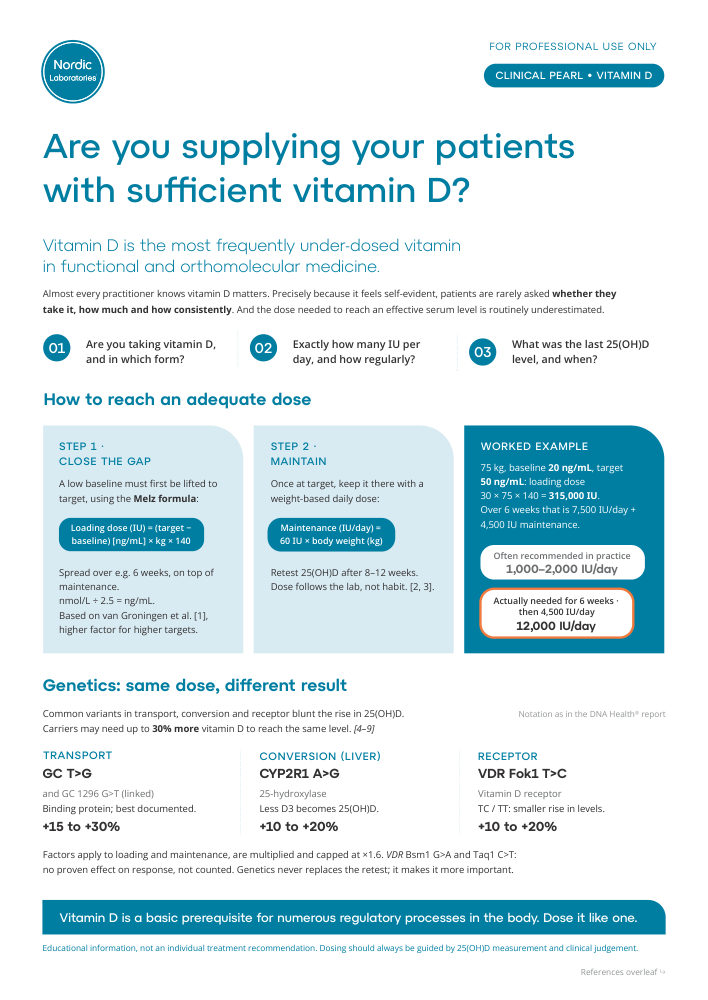 Nordic
Laboratories
FOR PROFESSIONAL USE ONLY
CLINICAL PEARL • VITAMIN D
Are you supplying your patients
with sufficient vitamin D?
Vitamin D is the most frequently under-dosed vitamin
in functional and orthomolecular medicine.
Almost every practitioner knows vitamin D matters. Precisely because it feels self-evident, patients are rarely asked whether they
take it, how much and how consistently. And the dose needed to reach an effective serum level is routinely underestimated.
01
Are you taking vitamin D,
and in which form?
02
Exactly how many IU per
day, and how regularly?
03
What was the last 25(OH)D
level, and when?
How to reach an adequate dose
STEP 1 ·
CLOSE THE GAP
A low baseline must first be lifted to
target, using the Melz formula:
Loading dose (IU) = (target −
baseline) [ng/mL] × kg × 140
Spread over e.g. 6 weeks, on top of
maintenance.
nmol/L ÷ 2.5 = ng/mL.
Based on van Groningen et al. [1],
higher factor for higher targets.
STEP 2 ·
MAINTAIN
Once at target, keep it there with a
weight-based daily dose:
Maintenance (IU/day) =
60 IU × body weight (kg)
Retest 25(OH)D after 8–12 weeks.
Dose follows the lab, not habit. [2, 3].
WORKED EXAMPLE
75 kg, baseline 20 ng/mL, target
50 ng/mL: loading dose
30 × 75 × 140 = 315,000 IU.
Over 6 weeks that is 7,500 IU/day +
4,500 IU maintenance.
Often recommended in practice
1,000–2,000 IU/day
Actually needed for 6 weeks ·
then 4,500 IU/day
12,000 IU/day
Genetics: same dose, different result
Common variants in transport, conversion and receptor blunt the rise in 25(OH)D.
Carriers may need up to 30% more vitamin D to reach the same level. [4–9]
Notation as in the DNA Health® report
TRANSPORT
GC T>G
and GC 1296 G>T (linked)
Binding protein; best documented.
+15 to +30%
CONVERSION (LIVER)
CYP2R1 A>G
25-hydroxylase
Less D3 becomes 25(OH)D.
+10 to +20%
RECEPTOR
VDR Fok1 T>C
Vitamin D receptor
TC / TT: smaller rise in levels.
+10 to +20%
Factors apply to loading and maintenance, are multiplied and capped at ×1.6. VDR Bsm1 G>A and Taq1 C>T:
no proven effect on response, not counted. Genetics never replaces the retest; it makes it more important.
Vitamin D is a basic prerequisite for numerous regulatory processes in the body. Dose it like one.
Educational information, not an individual treatment recommendation. Dosing should always be guided by 25(OH)D measurement and clinical judgement.
References overleaf